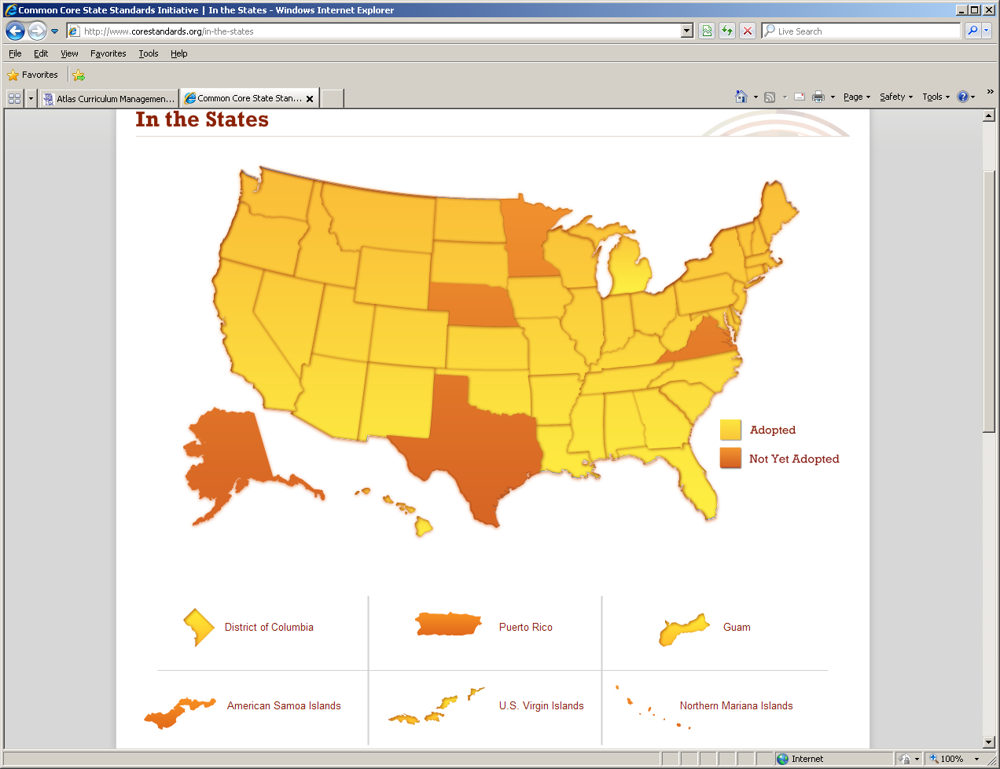 Common Core State Standards Initiative | In the States - Windows Internet Explorer
http://www.corestandards.org/in-the-states
Live Search
File Edit View Favorites Tools Help
Favorites
Atlas Curriculum Managemen...
Common Core State Stan...
Page Safety Tools
»
In the States
Adopted
Not Yet Adopted
District of Columbia
Puerto Rico
Guam
American Samoa Islands
U.S. Virgin Islands
Northern Mariana Islands
Internet
100%